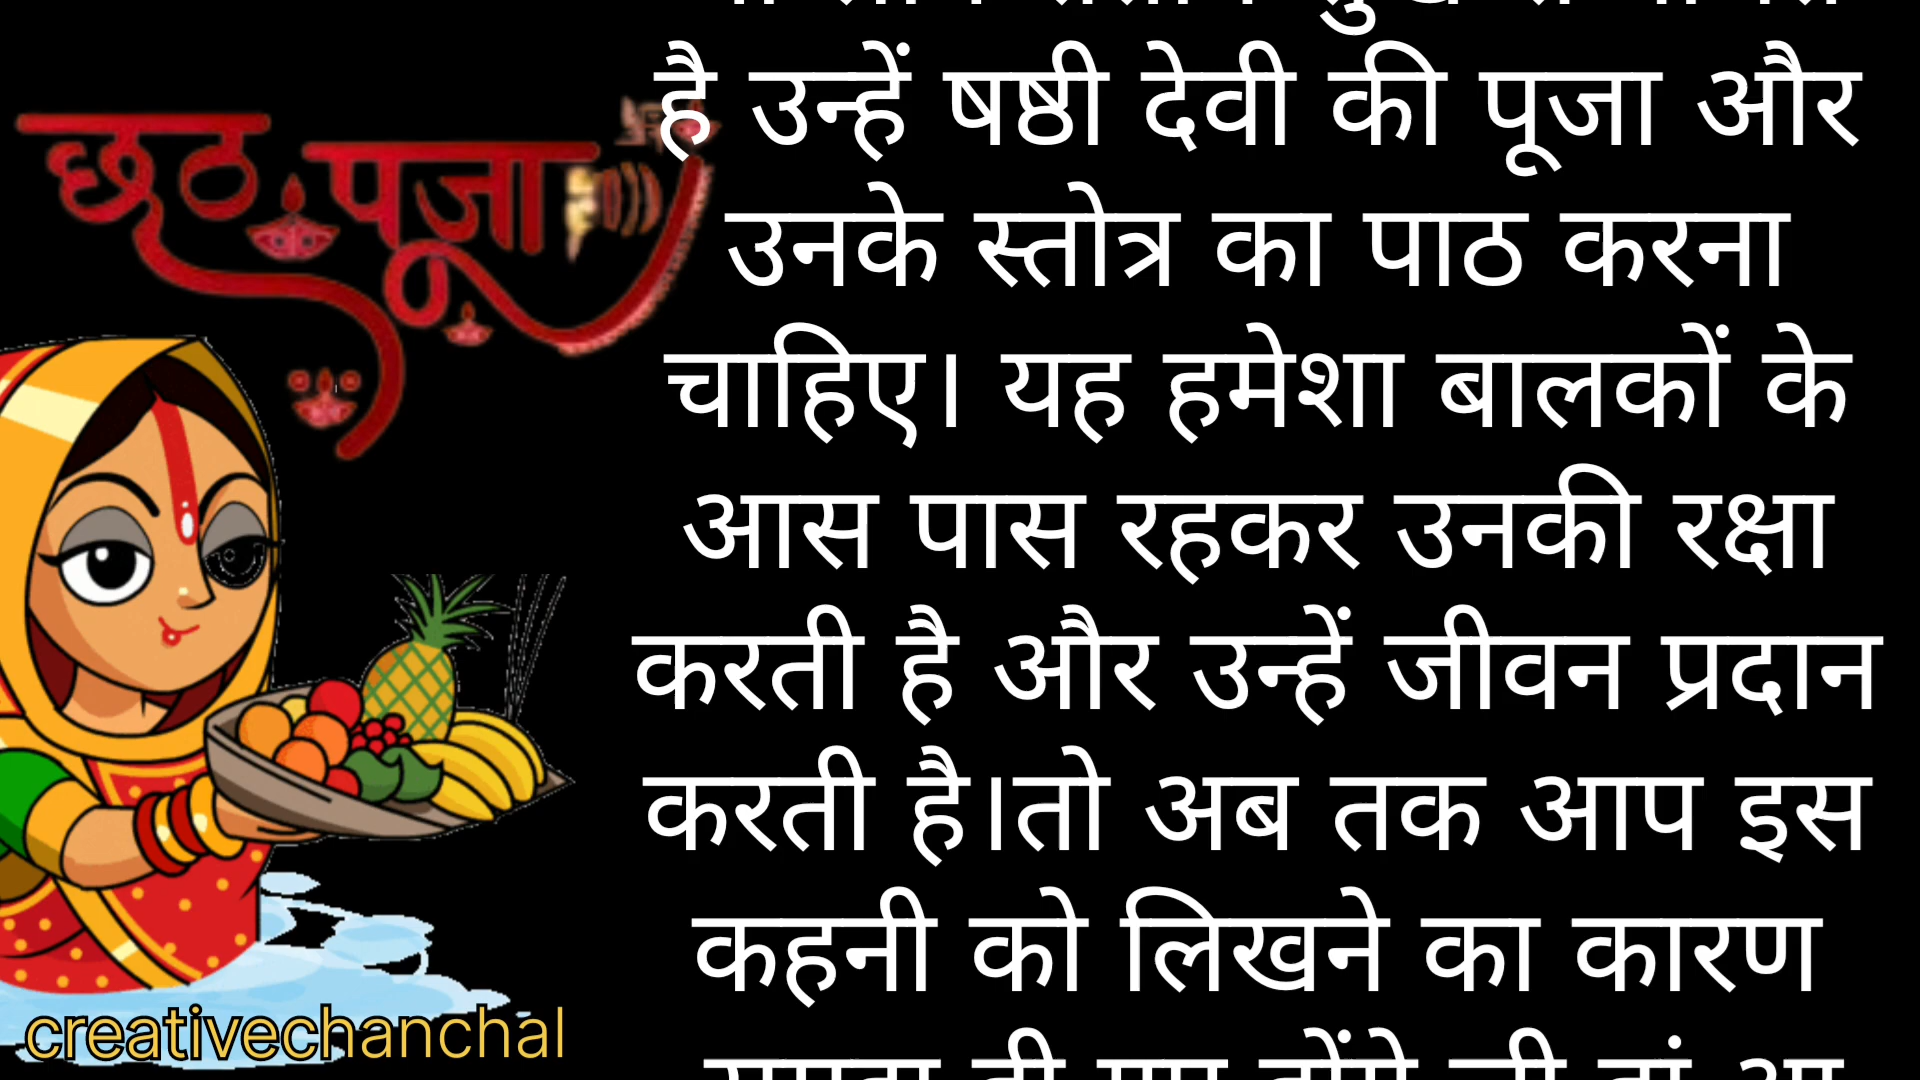 छठ पूजा
है उन्हें षष्ठी देवी की पूजा और
उनके स्तोत्र का पाठ करना
चाहिए। यह हमेशा बालकों के
आस पास रहकर उनकी रक्षा
करती है और उन्हें जीवन प्रदान
करती है।तो अब तक आप इस
कहनी को लिखने का कारण
creativechanchal